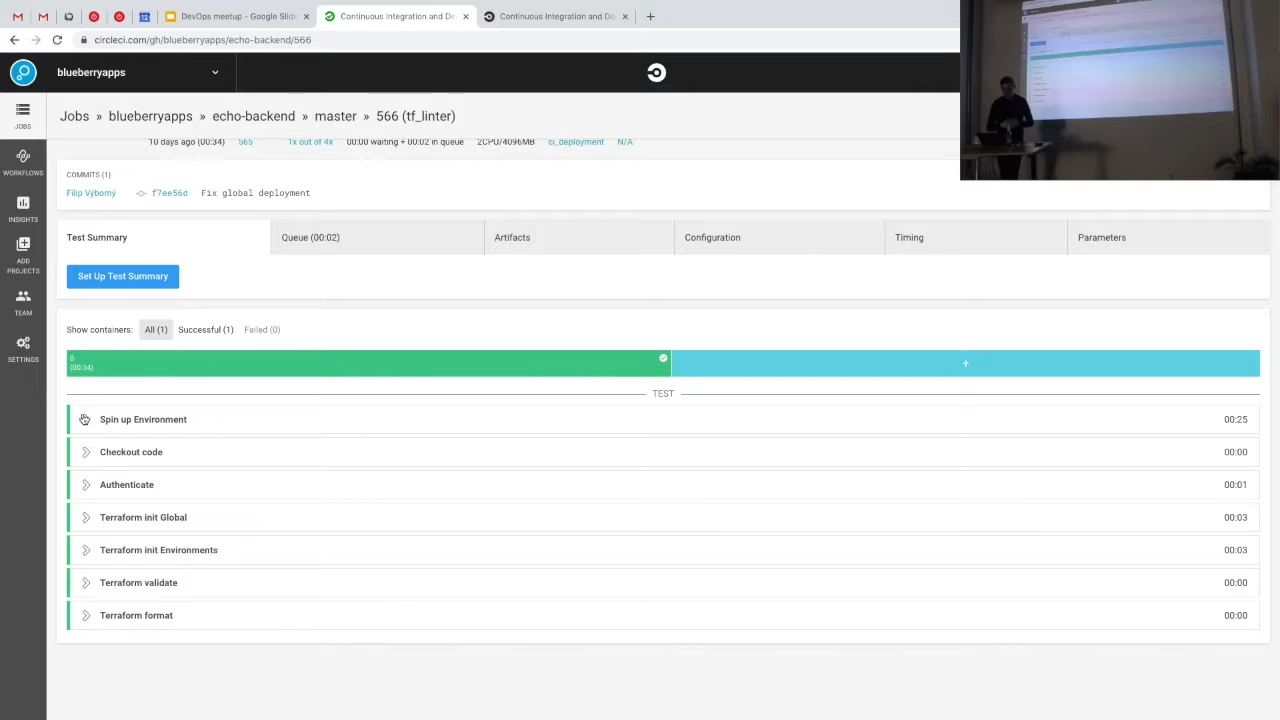 DevOps meetup - Google Slide
Continuous Integration and De
Continuous Integration and De
12
circleci.com/gh/blueberryapps/echo-backend/566
blueberryapps
JOBS
WORKFLOWS
INSIGHTS
ADD
PROJECTS
TEAM
SETTINGS
Jobs » blueberryapps » echo-backend » master » 566 (tf_linter)
10 days ago (00:34) 565 1x out of 4x 00:00 waiting + 00:02 in queue 2CPU/4096MB ci_deployment N/A
COMMITS (1)
Filip Výborný f7ee56d Fix global deployment
Test Summary Queue (00:02) Artifacts Configuration Timing Parameters
Set Up Test Summary
Show containers: All (1) Successful (1) Failed (0)
0
(00:34)
+
TEST
Spin up Environment 00:25
Checkout code 00:00
Authenticate 00:01
Terraform init Global 00:03
Terraform init Environments 00:03
Terraform validate 00:00
Terraform format 00:00